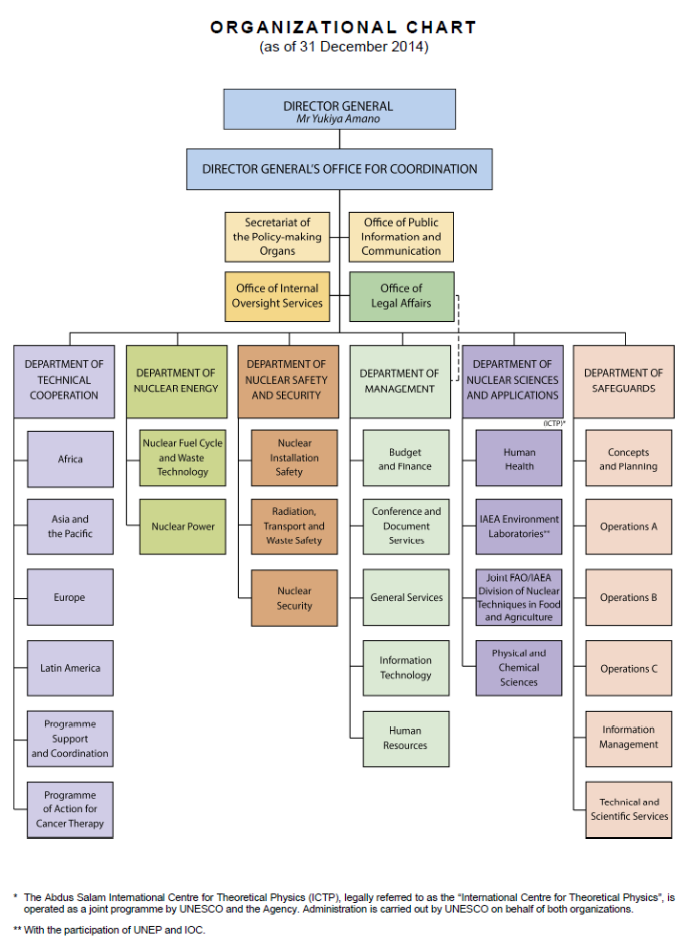 ORGANIZATIONAL CHART
(as of 31 December 2014)
DIRECTOR GENERAL
Mr Yukiya Amano
DIRECTOR GENERAL'S OFFICE FOR COORDINATION
Secretariat of
the Policy-making
Organs
Office of Public
Information and
Communication
Office of Internal
Oversight Services
Office of
Legal Affairs
DEPARTMENT OF
TECHNICAL
COOPERATION
DEPARTMENT OF
NUCLEAR ENERGY
DEPARTMENT OF
NUCLEAR SAFETY
AND SECURITY
DEPARTMENT OF
MANAGEMENT
DEPARTMENT OF
NUCLEAR SCIENCES
AND APPLICATIONS
DEPARTMENT OF
SAFEGUARDS
(ICTP)*
Africa
Nuclear Fuel Cycle
and Waste
Technology
Nuclear
Installation
Safety
Budget
and Finance
Human
Health
Concepts
and Planning
Asia and
the Pacific
Nuclear Power
Radiation,
Transport and
Waste Safety
Conference and
Document
Services
IAEA Environment
Laboratories**
Operations A
Europe
Nuclear
Security
General Services
Joint FAO/IAEA
Division of Nuclear
Techniques in Food
and Agriculture
Operations B
Latin America
Information
Technology
Physical and
Chemical
Sciences
Operations C
Programme
Support
and Coordination
Human
Resources
Information
Management
Programme
of Action for
Cancer Therapy
Technical and
Scientific Services
* The Abdus Salam International Centre for Theoretical Physics (ICTP), legally referred to as the “International Centre for Theoretical Physics”, is
operated as a joint programme by UNESCO and the Agency. Administration is carried out by UNESCO on behalf of both organizations.
** With the participation of UNEP and IOC.